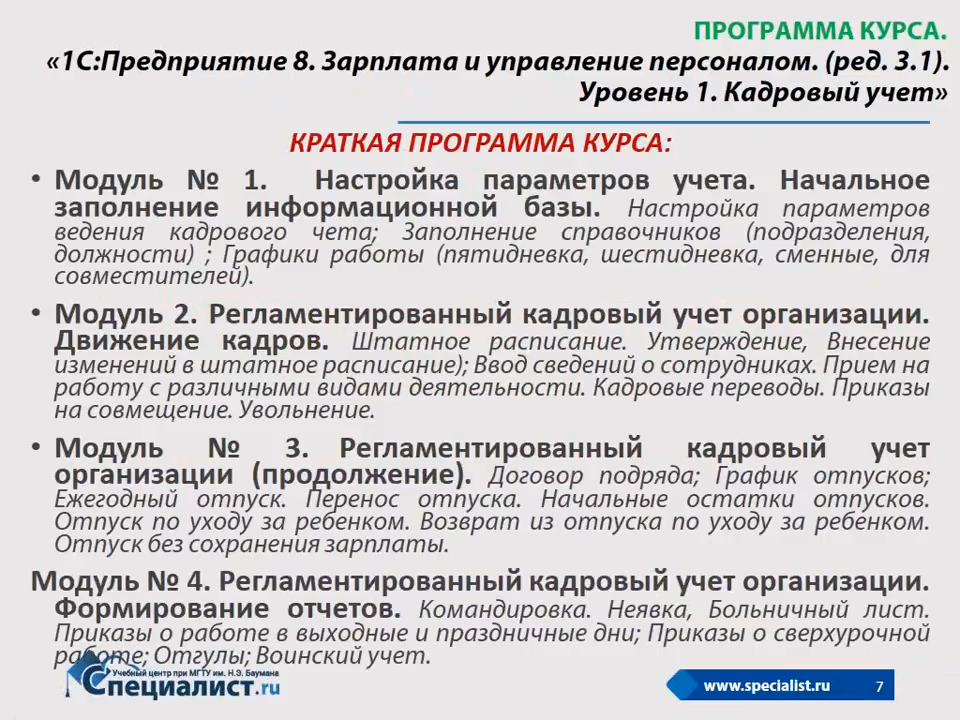 ПРОГРАММА КУРСА.
«1С:Предприятие 8. Зарплата и управление персоналом. (ред. 3.1).
Уровень 1. Кадровый учет»
КРАТКАЯ ПРОГРАММА КУРСА:
• Модуль № 1. Настройка параметров учета. Начальное
заполнение информационной базы. Настройка параметров
ведения кадрового чета; Заполнение справочников (подразделения,
должности) ; Графики работы (пятидневка, шестидневка, сменные, для
совместителей).
• Модуль 2. Регламентированный кадровый учет организации.
Движение кадров. Штатное расписание. Утверждение, Внесение
изменений в штатное расписание); Ввод сведений о сотрудниках. Прием на
работу с различными видами деятельности. Кадровые переводы. Приказы
на совмещение. Увольнение.
• Модуль № 3. Регламентированный кадровый учет
организации (продолжение). Договор подряда; График отпусков;
Ежегодный отпуск. Перенос отпуска. Начальные остатки отпусков.
Отпуск по уходу за ребенком. Возврат из отпуска по уходу за ребенком.
Отпуск без сохранения зарплаты.
Модуль № 4. Регламентированный кадровый учет организации.
Формирование отчетов. Командировка. Неявка, Больничный лист.
Приказы о работе в выходные и праздничные дни; Приказы о сверхурочной
работе; Отгулы; Воинский учет.
Учебный центр при МГТУ им. Н.Э. Баумана
Специалист.ru
www.specialist.ru 7